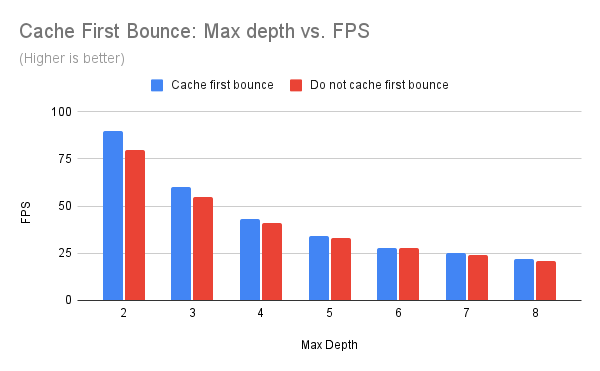 Cache First Bounce: Max depth vs. FPS
(Higher is better)
Cache first bounce Do not cache first bounce
100
75
50
25
0
FPS
2 3 4 5 6 7 8
Max Depth